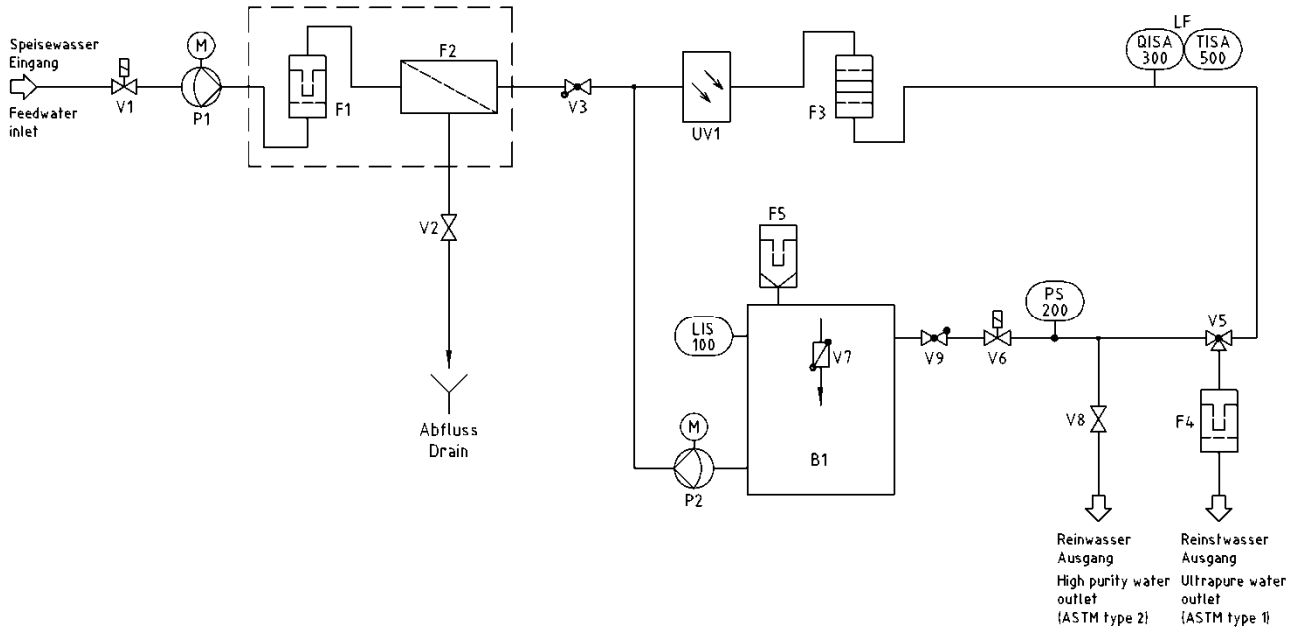 Speisewasser
Eingang
Feedwater
inlet
V1
M
P1
F1
F2
V2
Abfluss
Drain
V3
UV1
F3
LF
QISA
300
TISA
500
F5
LIS
100
V7
B1
M
P2
V9
V6
PS
200
V5
V8
F4
Reinwasser
Ausgang
High purity water
outlet
(ASTM type 2)
Reinstwasser
Ausgang
Ultrapure water
outlet
(ASTM type 1)